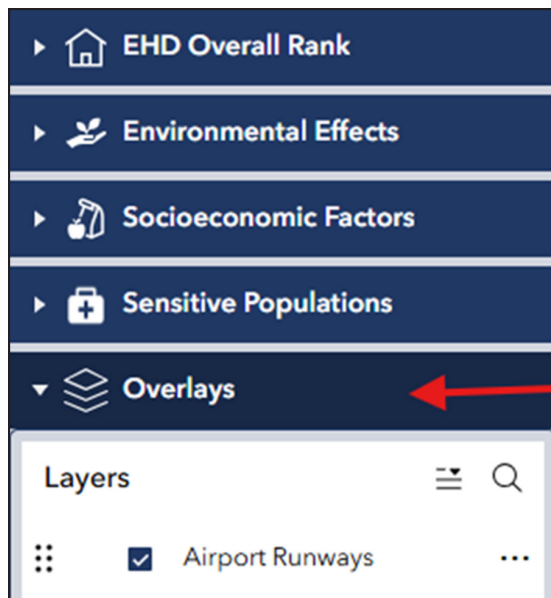 EHD Overall Rank
Environmental Effects
Socioeconomic Factors
Sensitive Populations
Overlays
Layers
Airport Runways